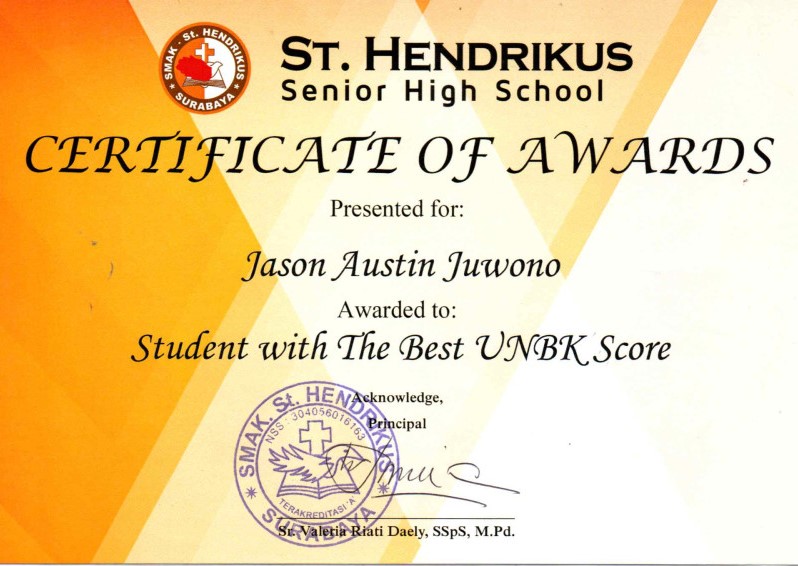 SMAK · St. HENDRIKUS
SURABAYA
ST. HENDRIKUS
Senior High School
CERTIFICATE OF AWARDS
Presented for:
Jason Austin Juwono
Awarded to:
Student with The Best UNBK Score
Acknowledge,
Principal
SMAK. St. HENDRIKUS
NSS : 304056016163
TERAKREDITASI "A"
SURABAYA
Sr. Valeria Riati Daely, SSpS, M.Pd.